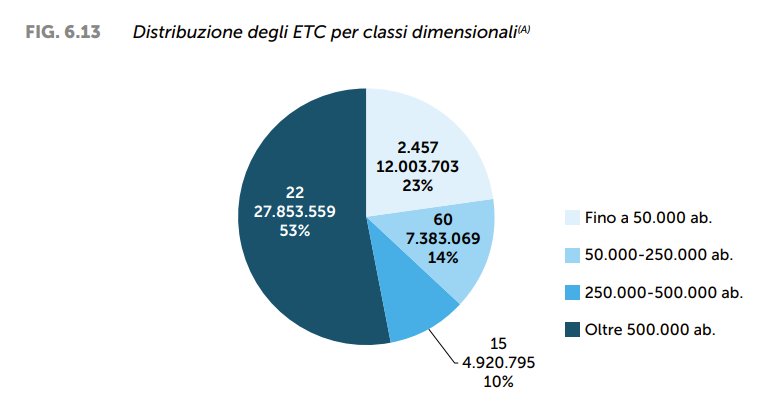 FIG. 6.13 Distribuzione degli ETC per classi dimensionali(A)
2.457
12.003.703
23%
22
27.853.559
53%
60
7.383.069
14%
15
4.920.795
10%
Fino a 50.000 ab.
50.000-250.000 ab.
250.000-500.000 ab.
Oltre 500.000 ab.